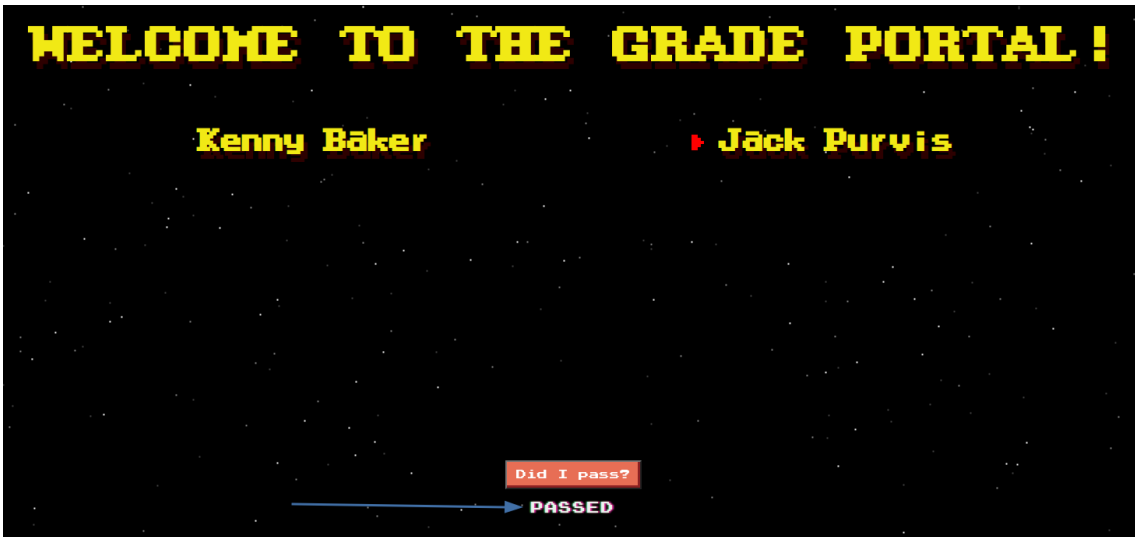 WELCOME TO THE GRADE PORTAL!
Kenny Baker
Jack Purvis
Did I pass?
PASSED